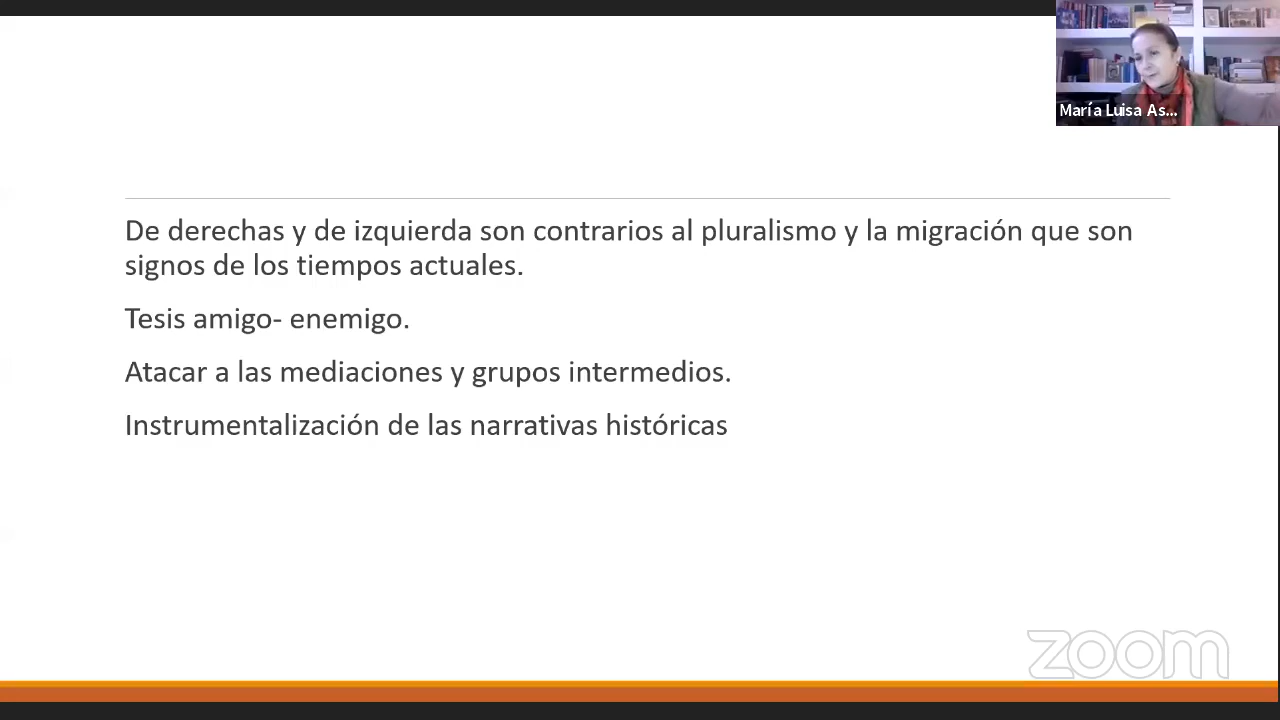 María Luisa As...
De derechas y de izquierda son contrarios al pluralismo y la migración que son
signos de los tiempos actuales.
Tesis amigo- enemigo.
Atacar a las mediaciones y grupos intermedios.
Instrumentalización de las narrativas históricas
zoom